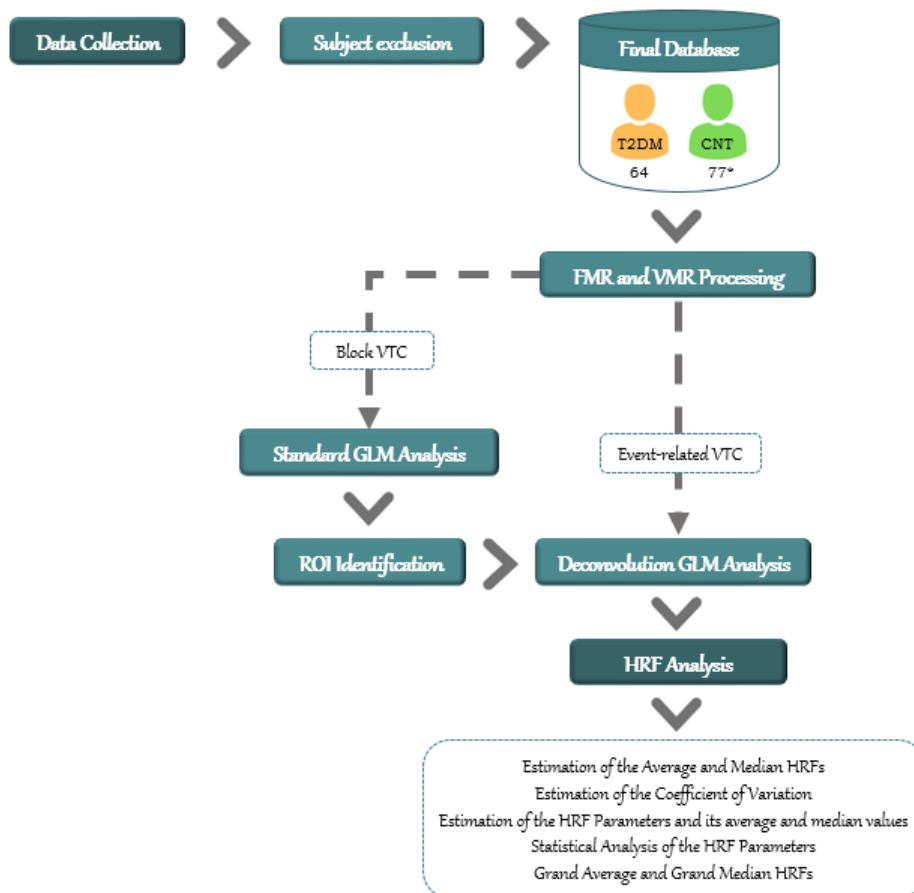 Data Collection
Subject exclusion
Final Database
T2DM
CNT
64
77*
FMR and VMR Processing
Block VTC
Standard GLM Analysis
Event-related VTC
ROI Identification
Deconvolution GLM Analysis
HRF Analysis
Estimation of the Average and Median HRFs
Estimation of the Coefficient of Variation
Estimation of the HRF Parameters and its average and median values
Statistical Analysis of the HRF Parameters
Grand Average and Grand Median HRFs